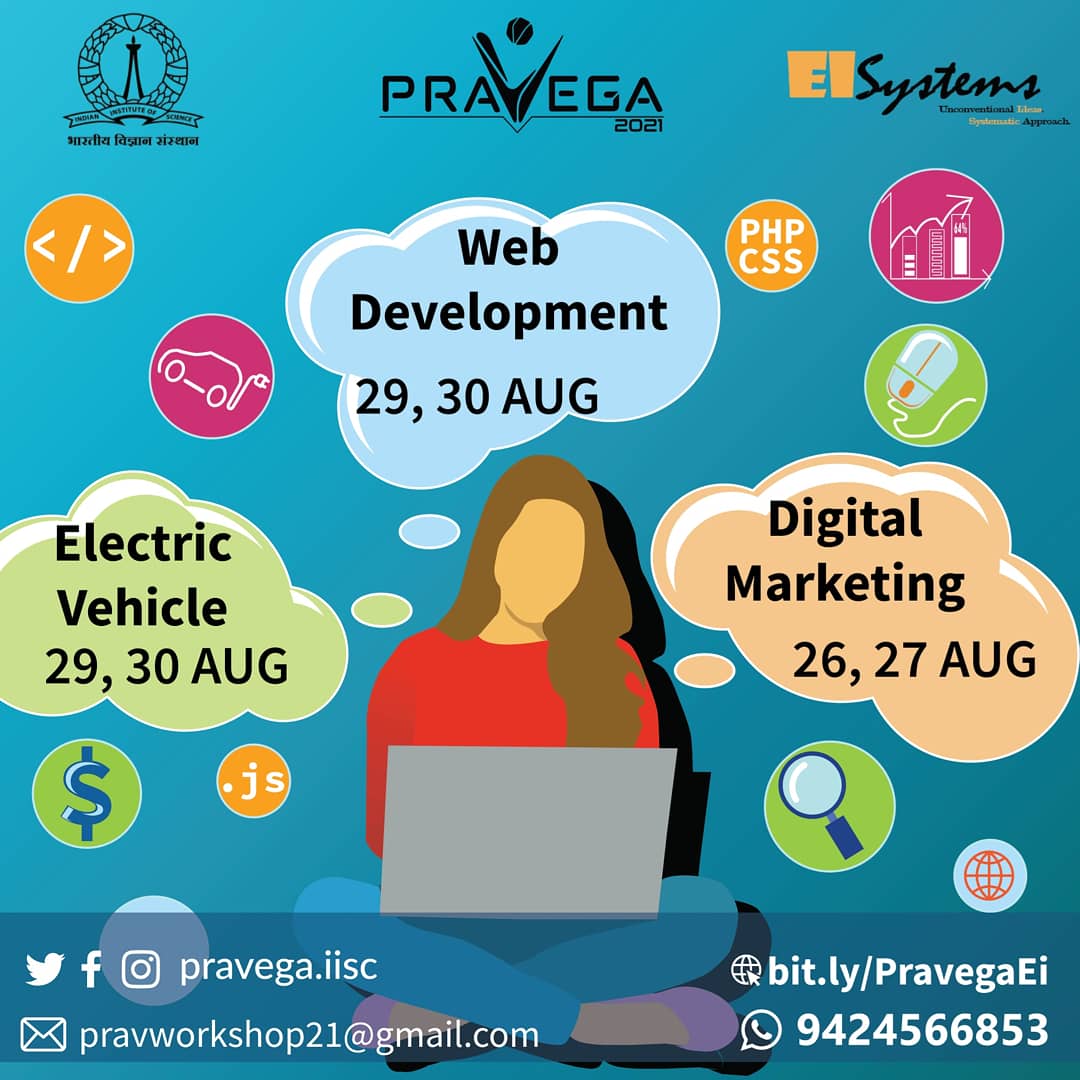 INDIAN INSTITUTE OF SCIENCE
भारतीय विज्ञान संस्थान
PRAVEGA
2021
EI Systems
Unconventional Ideas.
Systematic Approach.
</>
Web
Development
29, 30 AUG
PHP
CSS
64%
Electric
Vehicle
29, 30 AUG
Digital
Marketing
26, 27 AUG
$
.js
pravega.iisc
bit.ly/PravegaEi
pravworkshop21@gmail.com
9424566853